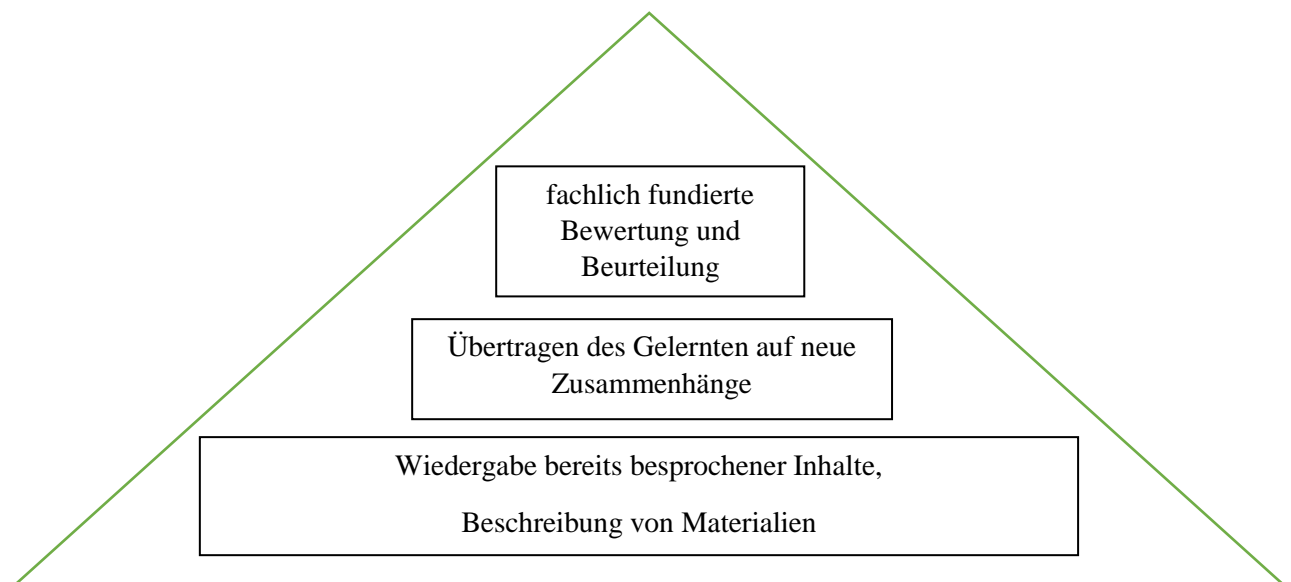 fachlich fundierte
Bewertung und
Beurteilung
Übertragen des Gelernten auf neue
Zusammenhänge
Wiedergabe bereits besprochener Inhalte,
Beschreibung von Materialien